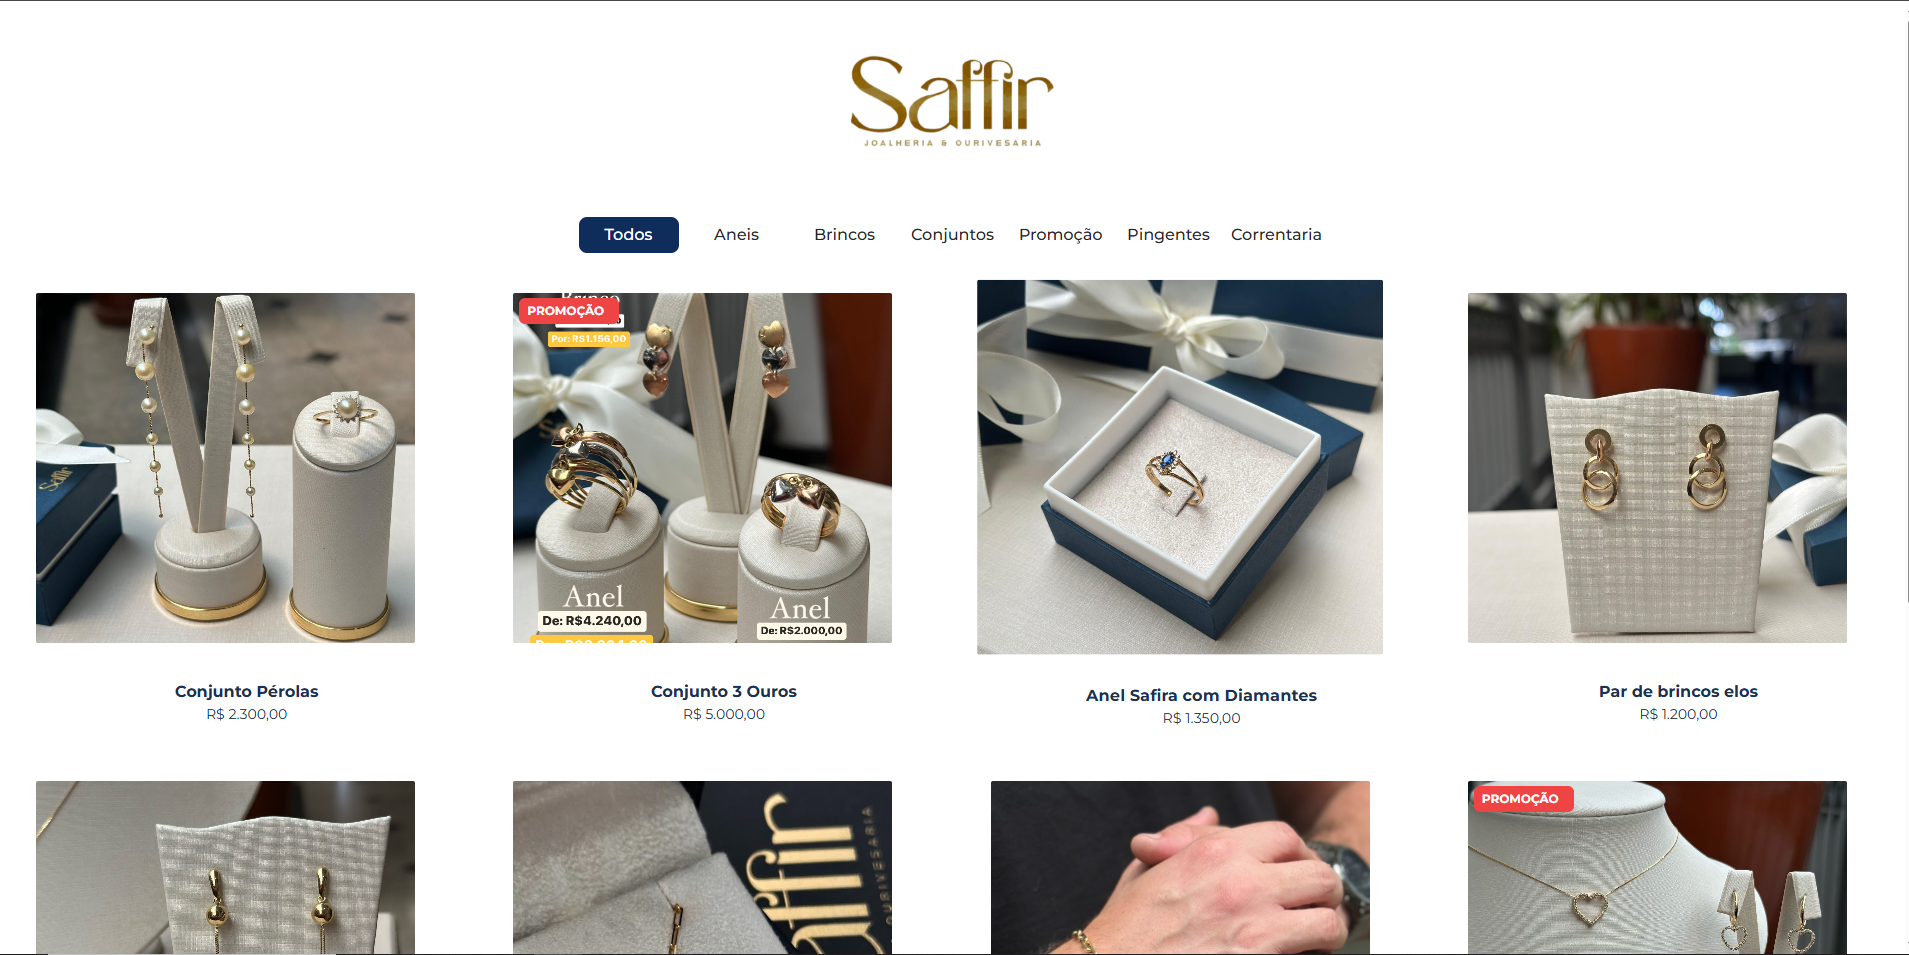 Saffir
JOALHERIA & OURIVESARIA
Todos
Aneis
Brincos
Conjuntos
Promoção
Pingentes
Correntaria
Saffir
Brinco
PROMOÇÃO
Por: R$1.156,00
Anel
De: R$4.240,00
Anel
De: R$2.000,00
Conjunto Pérolas
R$ 2.300,00
Conjunto 3 Ouros
R$ 5.000,00
Anel Safira com Diamantes
R$ 1.350,00
Par de brincos elos
R$ 1.200,00
PROMOÇÃO
affir
OURIVESARIA